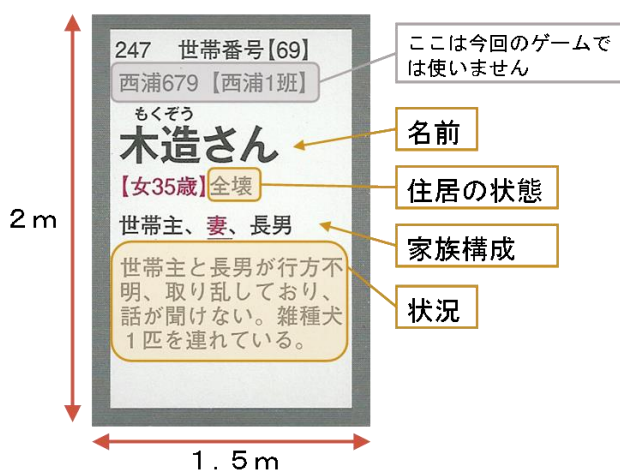 247　世帯番号【69】
西浦679【西浦1班】
もくぞう
木造さん
【女35歳】全壊
世帯主、妻、長男
世帯主と長男が行方不
明、取り乱しており、
話が聞けない。雑種犬
１匹を連れている。
ここは今回のゲームで
は使いません
名前
住居の状態
家族構成
状況
２ｍ
１．５ｍ